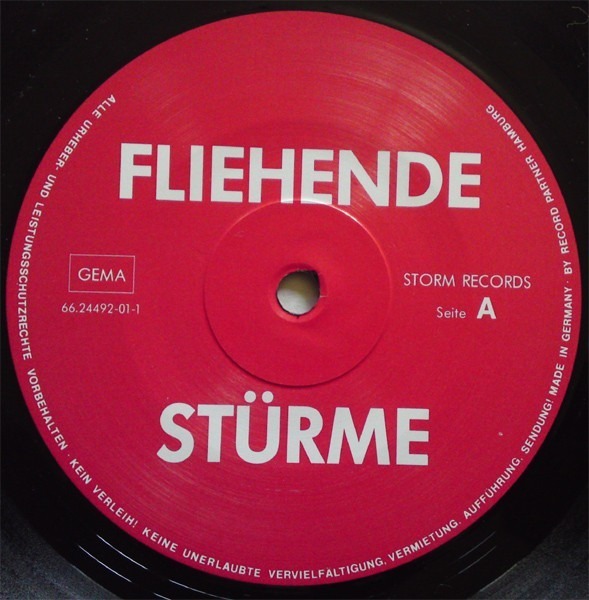 FLIEHENDE
GEMA
66.24492-01-1
STORM RECORDS
Seite A
STÜRME
ALLE URHEBER- UND LEISTUNGSSCHUTZRECHTE VORBEHALTEN · KEIN VERLEIH! KEINE UNERLAUBTE VERVIELFÄLTIGUNG, VERMIETUNG, AUFFÜHRUNG, SENDUNG! MADE IN GERMANY · BY RECORD PARTNER HAMBURG